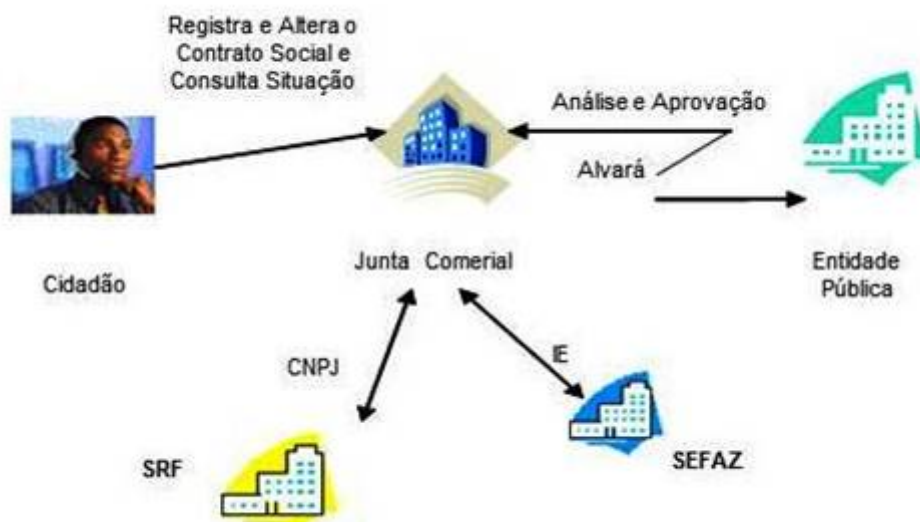 Registra e Altera o
Contrato Social e
Consulta Situação
Análise e Aprovação
Alvará
Cidadão
Junta Comerial
Entidade
Pública
CNPJ
IE
SRF
SEFAZ